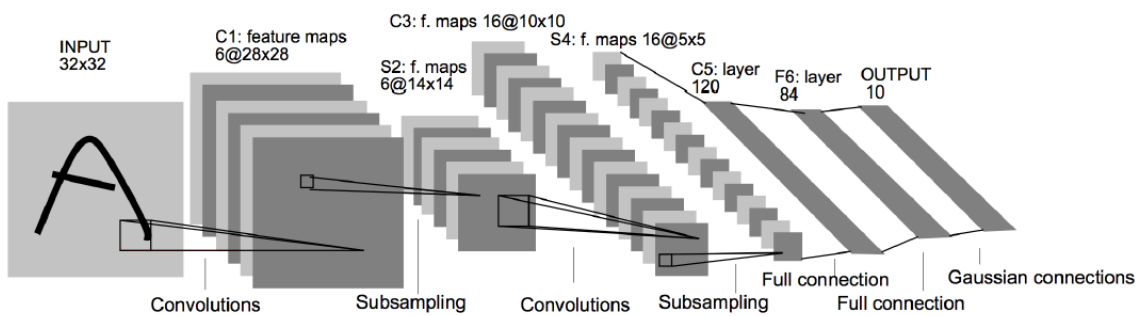 INPUT
32x32
C1: feature maps
6@28x28
S2: f. maps
6@14x14
C3: f. maps 16@10x10
S4: f. maps 16@5x5
C5: layer
120
F6: layer
84
OUTPUT
10
Convolutions
Subsampling
Convolutions
Subsampling
Full connection
Full connection
Gaussian connections
A